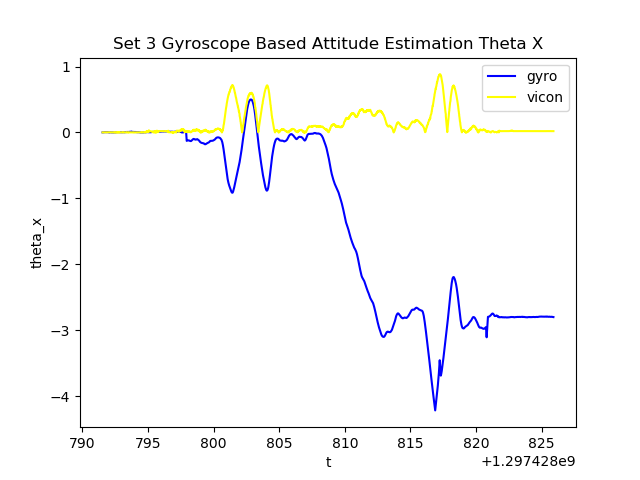 Set 3 Gyroscope Based Attitude Estimation Theta X
gyro
vicon
1
0
−1
−2
−3
−4
theta_x
790
795
800
805
810
815
820
825
t
+1.297428e9